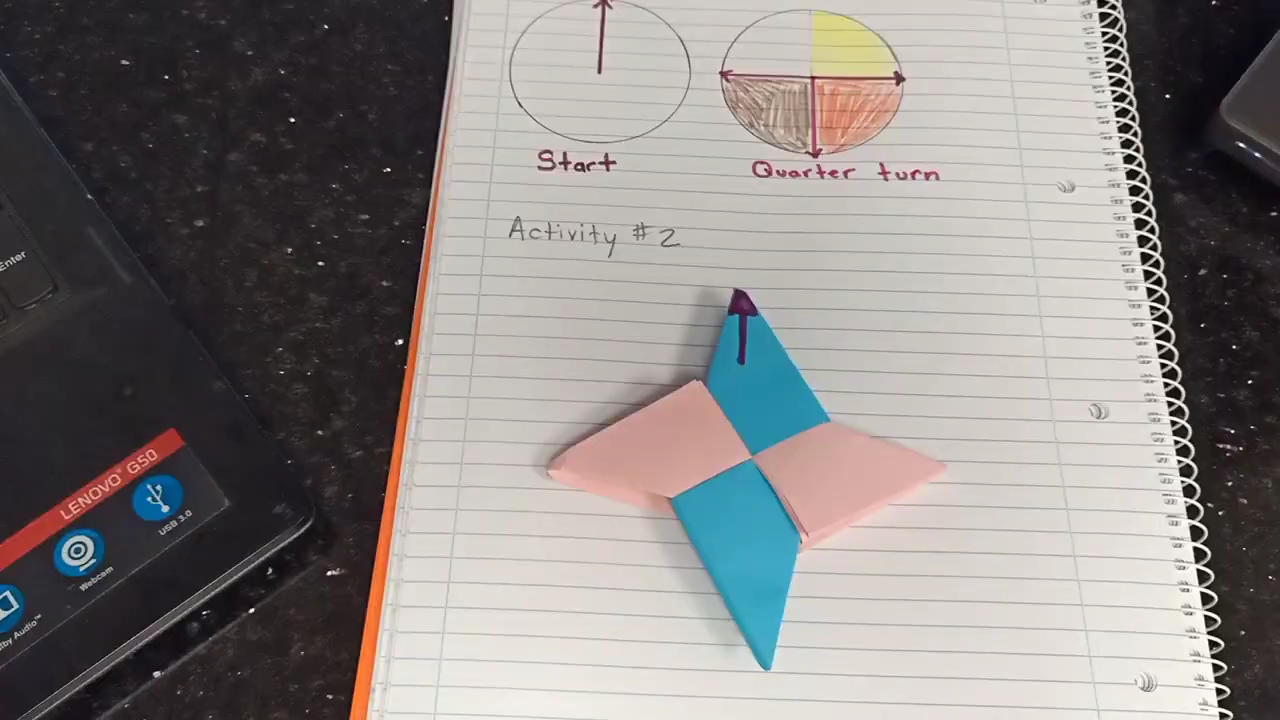 Start
Quarter turn
Activity #2
Enter
LENOVO G50
USB 3.0
Webcam